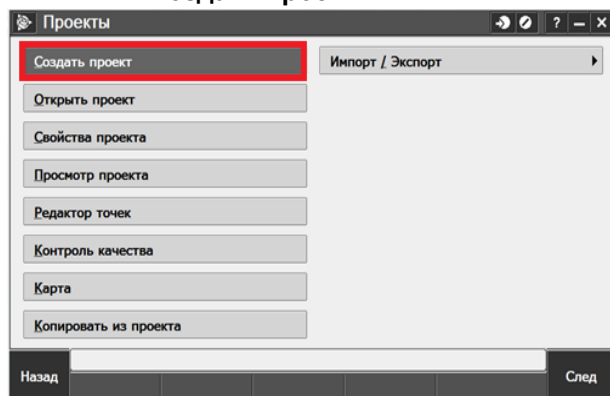 Проекты
? – X
Создать проект
Импорт / Экспорт
Открыть проект
Свойства проекта
Просмотр проекта
Редактор точек
Контроль качества
Карта
Копировать из проекта
Назад
След